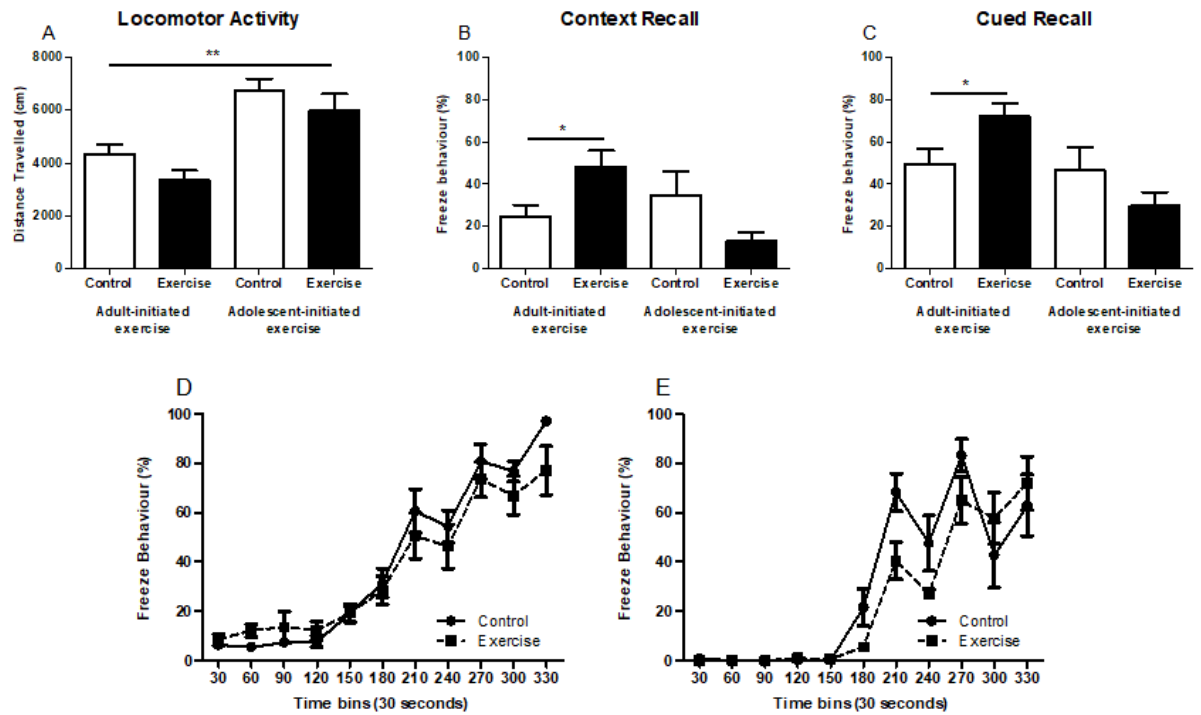 Locomotor Activity
A
8000
6000
4000
2000
0
Distance Travelled (cm)
**
Control Exercise Control Exercise
Adult-initiated exercise
Adolescent-initiated exercise
Context Recall
B
100
80
60
40
20
0
Freeze behaviour (%)
*
Control Exercise Control Exercise
Adult-initiated exercise
Adolescent-initiated exercise
Cued Recall
C
100
80
60
40
20
0
Freeze behaviour (%)
*
Control Exericse Control Exercise
Adult-initiated exercise
Adolescent-initiated exercise
D
100
80
60
40
20
0
Freeze Behaviour (%)
Control
Exercise
30 60 90 120 150 180 210 240 270 300 330
Time bins (30 seconds)
E
100
80
60
40
20
0
Freeze Behaviour (%)
Control
Exercise
30 60 90 120 150 180 210 240 270 300 330
Time bins (30 seconds)